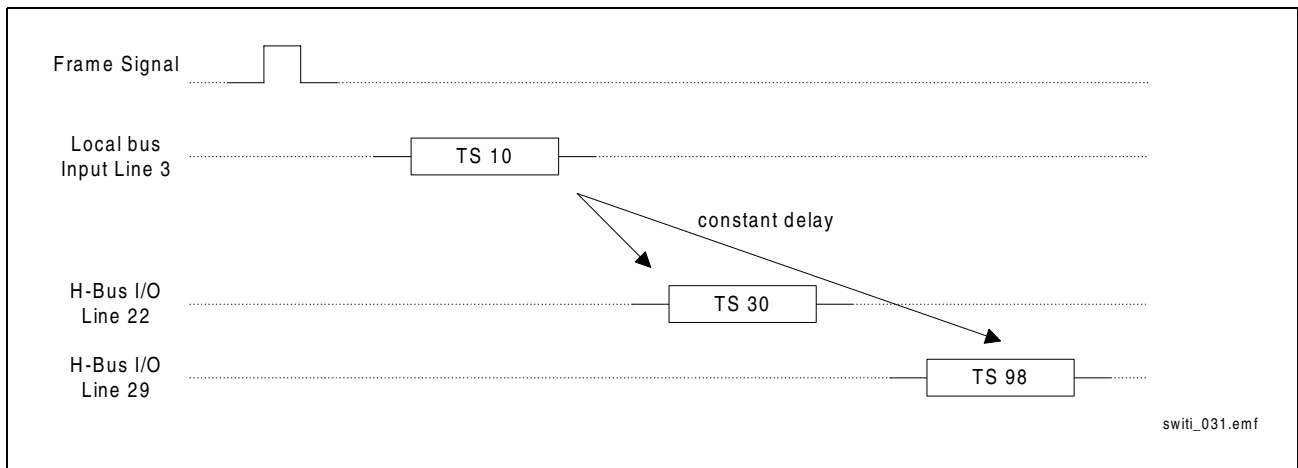 Frame Signal
Local bus
Input Line 3
TS 10
constant delay
H-Bus I/O
Line 22
TS 30
H-Bus I/O
Line 29
TS 98
switi_031.emf